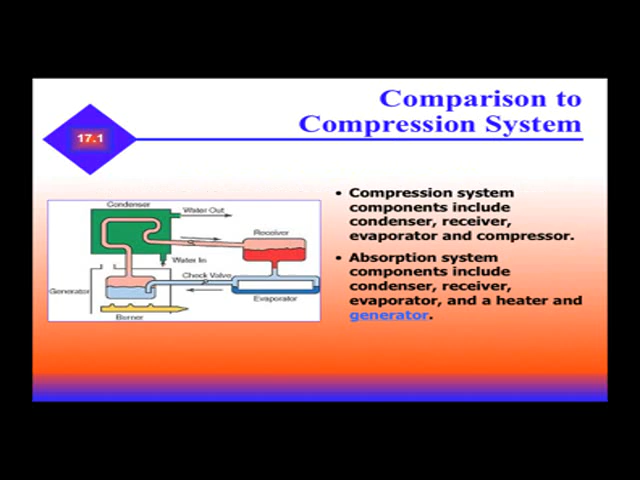 Comparison to
Compression System
17.1
• Compression system
components include
condenser, receiver,
evaporator and compressor.
• Absorption system
components include
condenser, receiver,
evaporator, and a heater and
generator.
Condenser
Water Out
Receiver
Water In
Check Valve
Generator
Evaporator
Burner